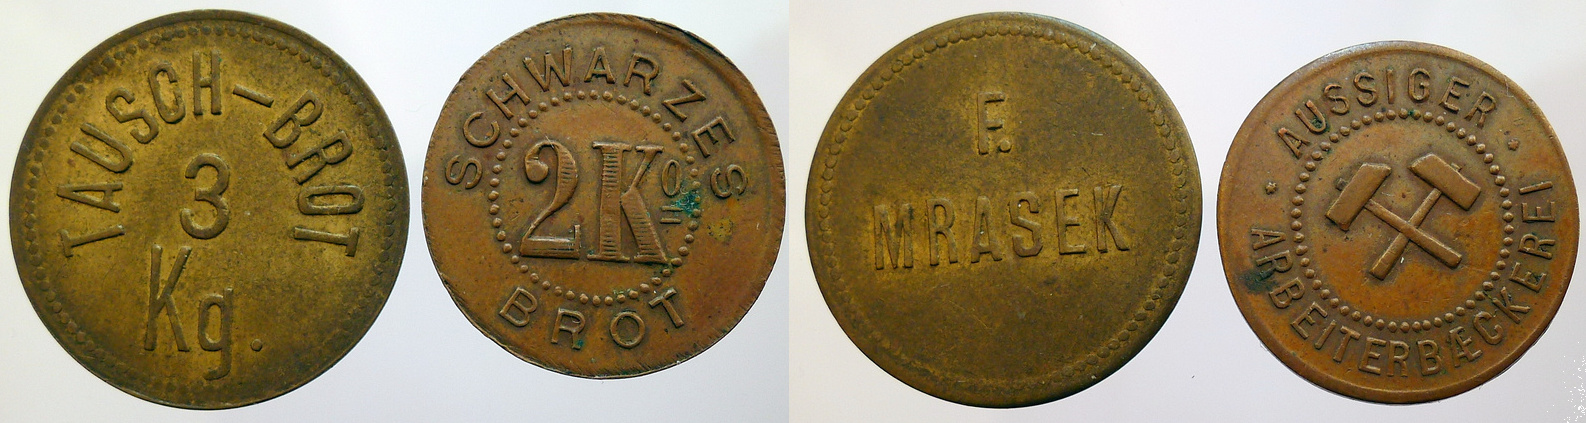 TAUSCH-BROT
3
Kg.
SCHWARZES
2Ko=
BROT
F.
MRASEK
AUSSIGER
ARBEITERBÆCKEREI